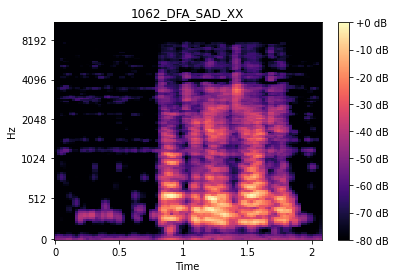 1062_DFA_SAD_XX
Hz
8192
4096
2048
1024
512
0
0
0.5
1
1.5
2
Time
+0 dB
-10 dB
-20 dB
-30 dB
-40 dB
-50 dB
-60 dB
-70 dB
-80 dB